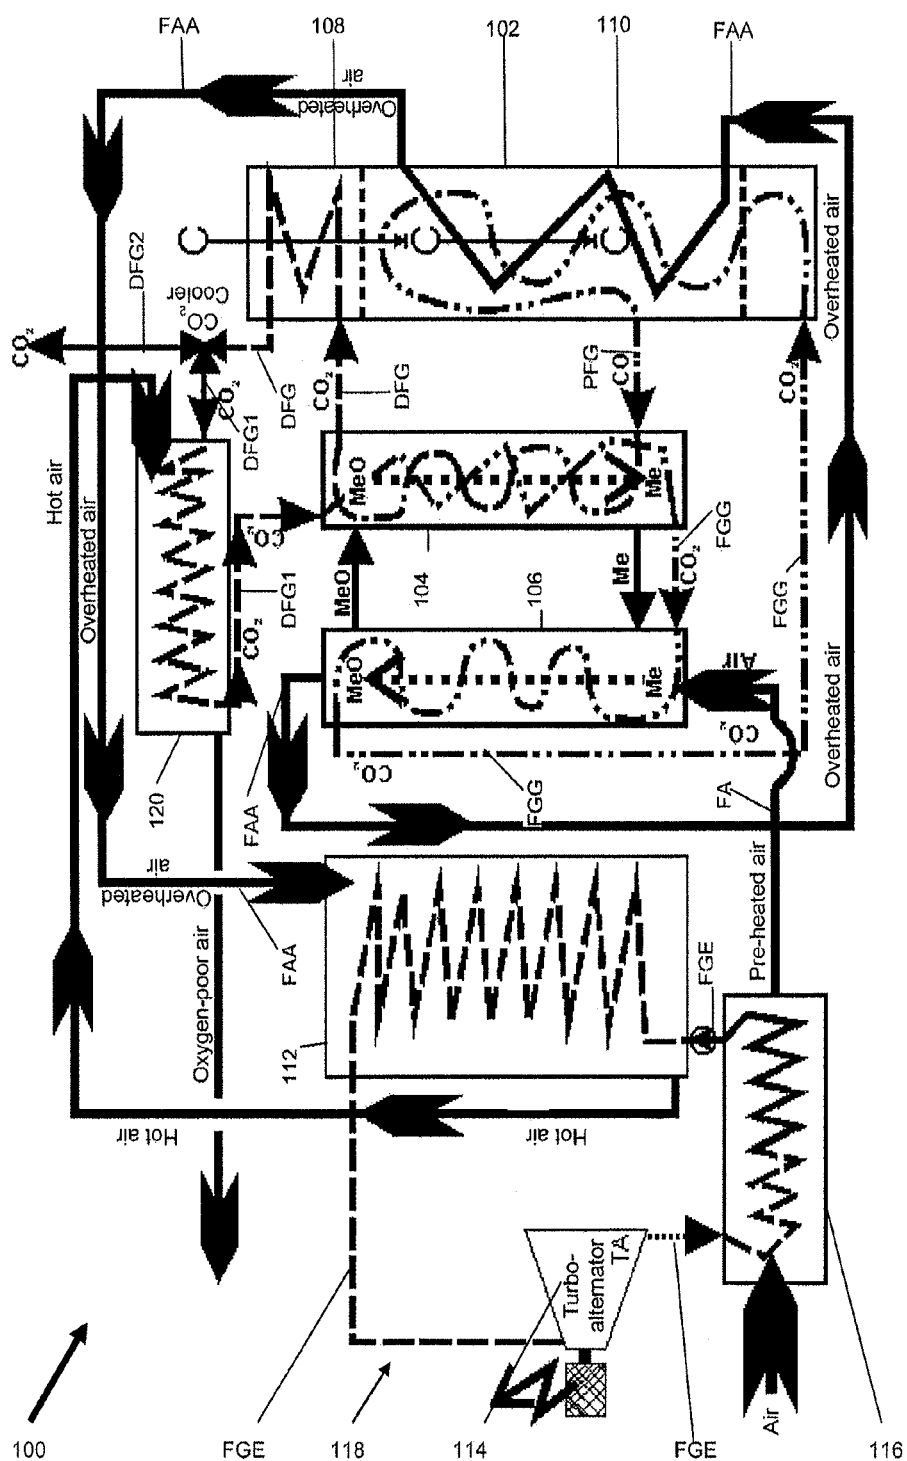 FAA
108
102
110
FAA
Overheated
air
CO₂
DFG2
CO₂
Cooler
C
C
C
Overheated air
Hot air
Overheated air
CO₂
DFG1
DFG
CO₂
DFG
PFG
CO
CO₂
CO₂
DFG1
CO₂
MeO
Me
MeO
104
106
Me
CO₂
FGG
FGG
MeO
Me
Air
CO₂
120
FAA
CO₂
FGG
FA
Overheated air
Overheated
air
FAA
Oxygen-poor air
112
FGE
Pre-heated air
Hot air
Hot air
Turbo-
alternator
TA
Air
100
FGE
118
114
FGE
116